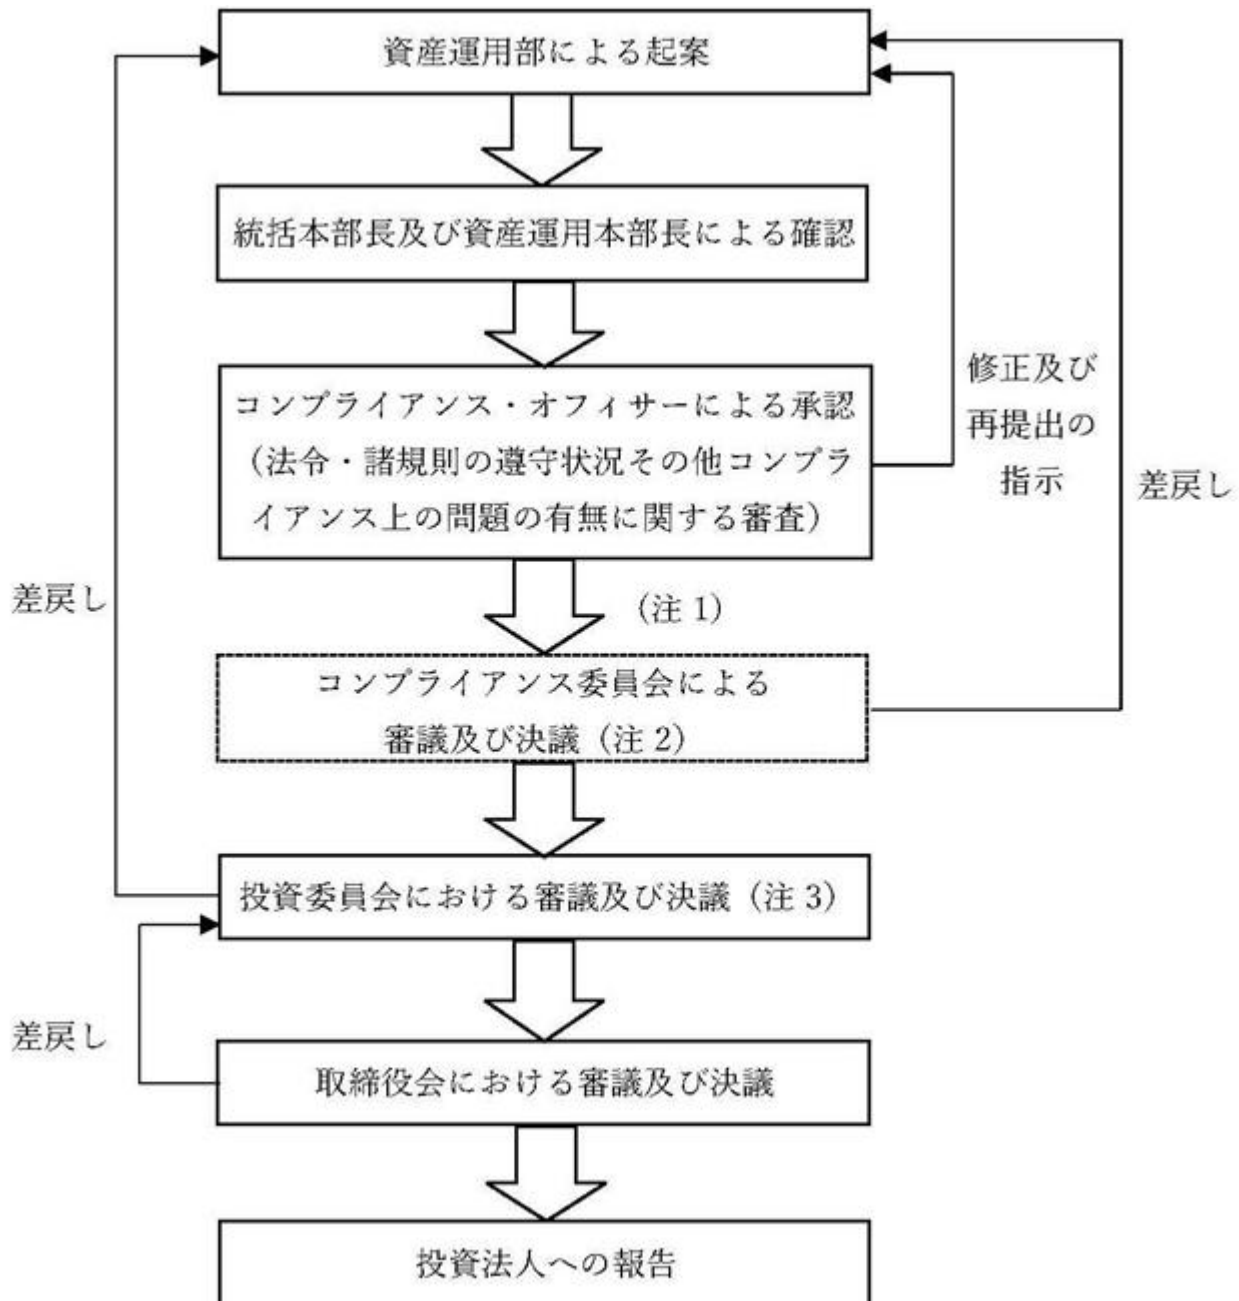 資産運用部による起案
統括本部長及び資産運用本部長による確認
コンプライアンス・オフィサーによる承認
（法令・諸規則の遵守状況その他コンプラ
イアンス上の問題の有無に関する審査）
修正及び
再提出の
指示
差戻し
差戻し
（注 1）
コンプライアンス委員会による
審議及び決議（注 2）
投資委員会における審議及び決議（注 3）
差戻し
取締役会における審議及び決議
投資法人への報告